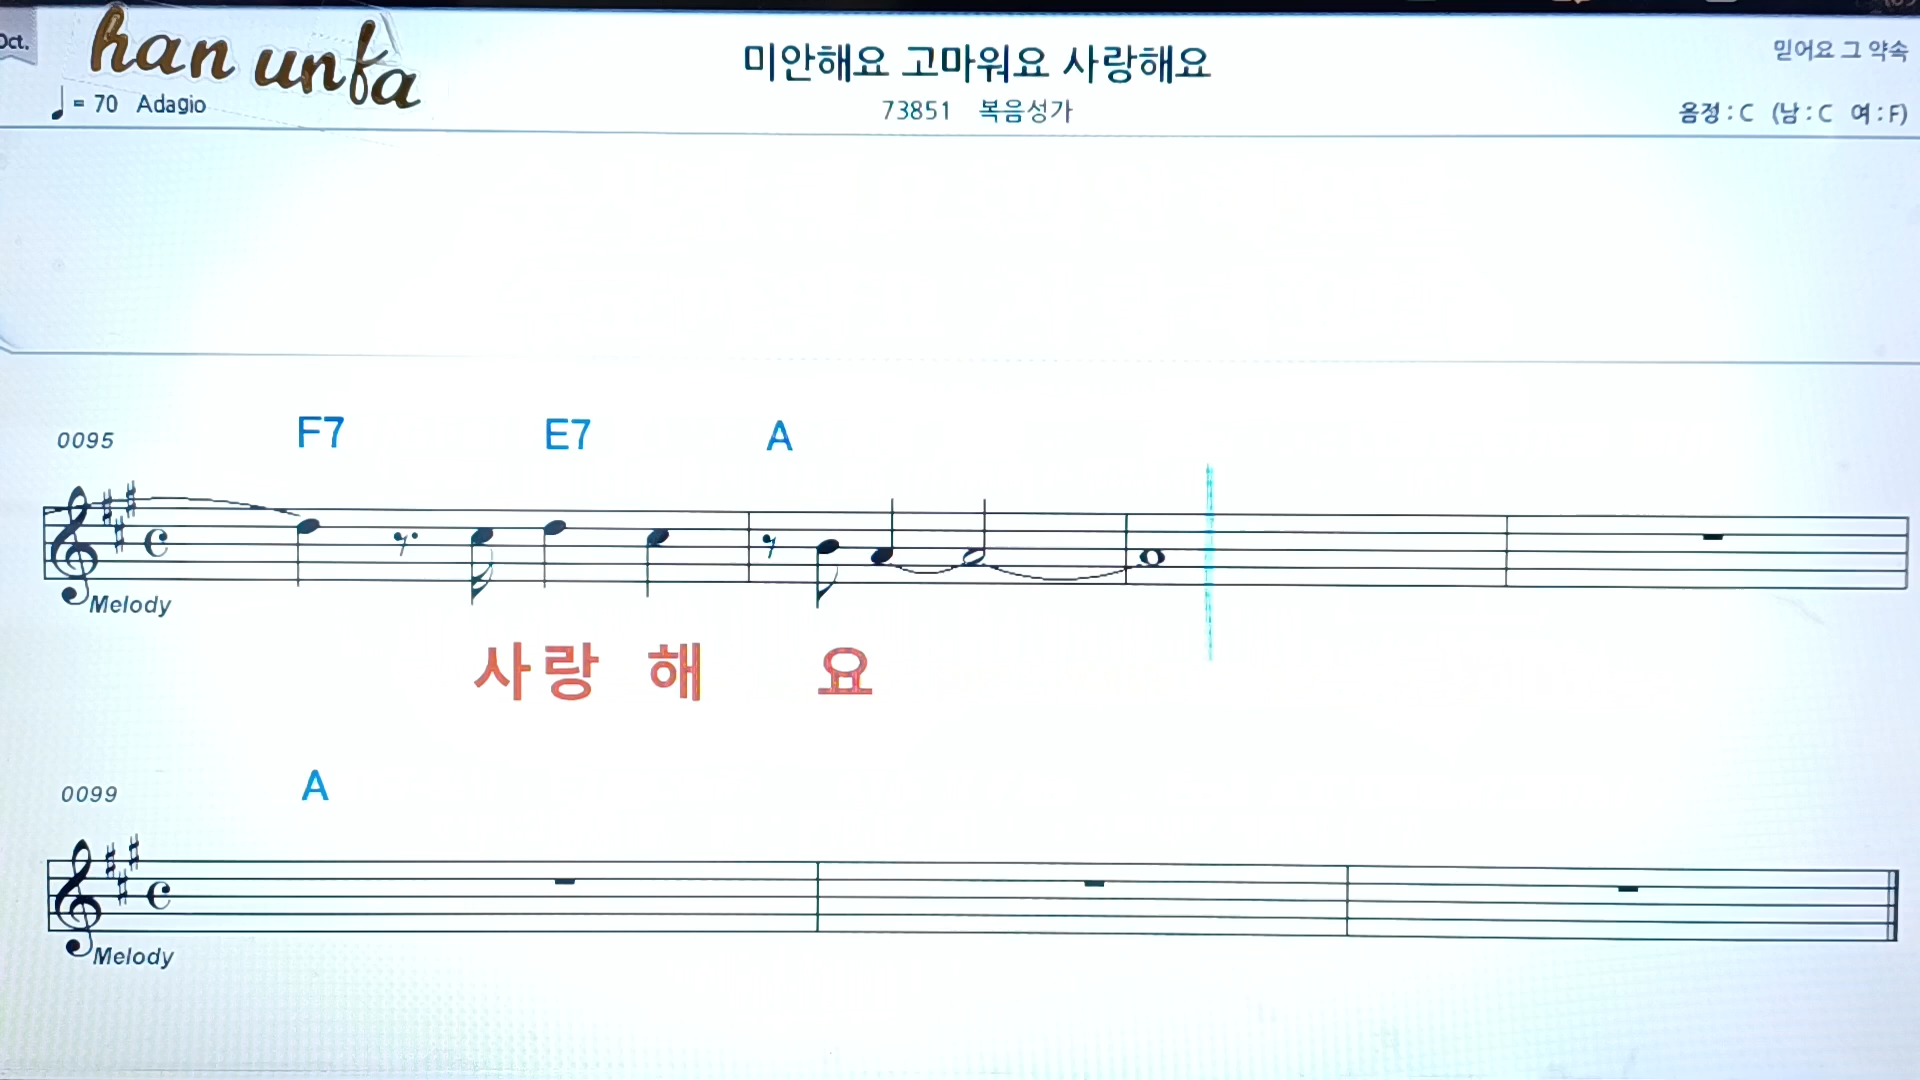 Oct.
han unfa
미안해요 고마워요 사랑해요
믿어요 그 약속
= 70 Adagio
73851 복음성가
음정 : C (남 : C 여 : F)
0095
F7 E7 A
Melody
사랑 해 요
0099
A
Melody